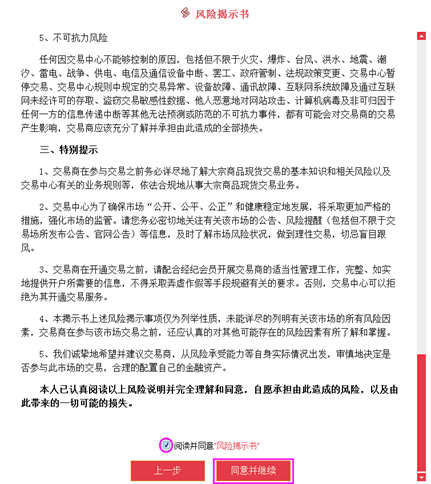 风险揭示书
5、不可抗力风险
任何因交易中心不能够控制的原因，包括但不限于火灾、爆炸、台风、洪水、地震、潮
汐、雷电、战争、供电、电信及通信设备中断、罢工、政府管制、法规政策变更、交易中心暂
停交易、交易中心规则中规定的交易异常、设备故障、通讯故障、互联网系统故障及通过互联
网未经许可的存取、盗窃交易敏感性数据、他人恶意地对网站攻击、计算机病毒及非可归因于
任何一方的信息传递中断等其他无法预测或防范的不可抗力事件，都有可能会对交易商的交易
产生影响，交易商应该充分了解并承担由此造成的全部损失。
三、特别提示
1、交易商在参与交易之前务必详尽地了解大宗商品现货交易的基本知识和相关风险以及
交易中心有关的业务规则等，依法合规地从事大宗商品现货交易业务。
2、交易中心为了确保市场“公开、公平、公正”和健康稳定地发展，将采取更加严格的
措施，强化市场的监管。请您务必密切地关注有关该市场的公告、风险提醒（包括但不限于交
易场所发布公告、官网公告）等信息，及时了解市场风险状况，做到理性交易，切忌盲目跟
风。
3、交易商在开通交易之前，请配合经纪会员开展交易商的适当性管理工作，完整、如实
地提供开户所需要的信息，不得采取弄虚作假等手段规避有关的要求。否则，交易中心可以拒
绝为其开通交易服务。
4、本揭示书上述风险揭示事项仅为列举性质，未能详尽的列明有关该市场的所有风险因
素，交易商在参与该市场交易之前，还应认真的对其他可能存在的风险因素有所了解和掌握。
5、我们诚挚地希望并建议交易商，从风险承受能力等自身实际情况出发，审慎地决定是
否参与此市场的交易，合理的配置自己的金融资产。
本人已认真阅读以上风险说明并完全理解和同意，自愿承担由此造成的风险，以及由
此带来的一切可能的损失。
阅读并同意"风险揭示书"
上一步
同意并继续